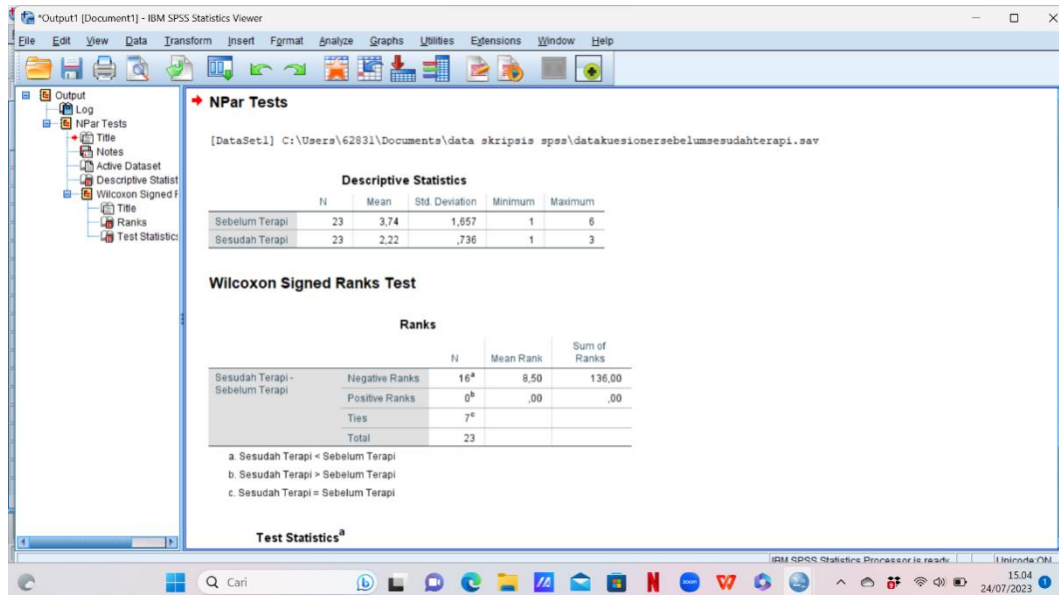 *Output1 [Document1] - IBM SPSS Statistics Viewer
File Edit View Data Transform Insert Format Analyze Graphs Utilities Extensions Window Help
Output
Log
NPar Tests
Title
Notes
Active Dataset
Descriptive Statist
Wilcoxon Signed F
Title
Ranks
Test Statistics
NPar Tests
[DataSet1] C:\Users\62831\Documents\data skripsis spss\datakuesionersebelumsesudahterapi.sav
Descriptive Statistics
N Mean Std. Deviation Minimum Maximum
Sebelum Terapi 23 3,74 1,657 1 6
Sesudah Terapi 23 2,22 ,736 1 3
Wilcoxon Signed Ranks Test
Ranks
N Mean Rank Sum of Ranks
Sesudah Terapi - Sebelum Terapi Negative Ranks 16a 8,50 136,00
Positive Ranks 0b ,00 ,00
Ties 7c
Total 23
a. Sesudah Terapi < Sebelum Terapi
b. Sesudah Terapi > Sebelum Terapi
c. Sesudah Terapi = Sebelum Terapi
Test Statisticsa
IBM SPSS Statistics Processor is ready Unicode:ON
Cari
zoom
15.04
24/07/2023
1